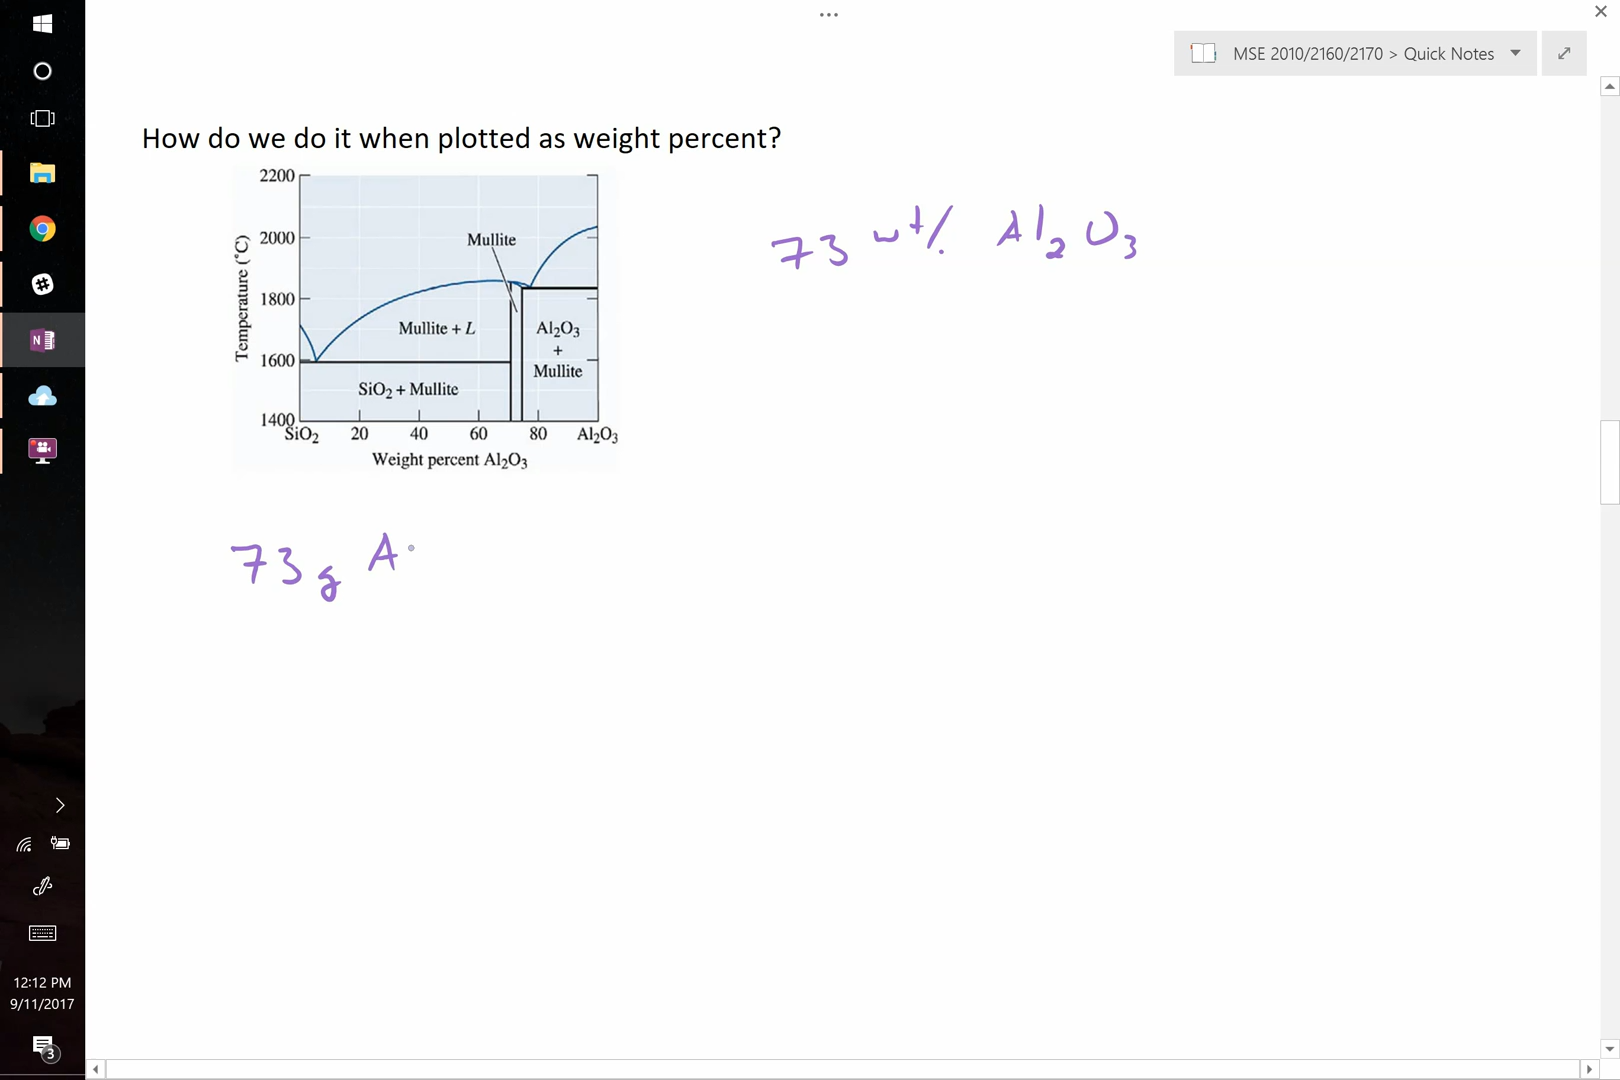 MSE 2010/2160/2170 > Quick Notes
How do we do it when plotted as weight percent?
2200
2000
1800
1600
1400
Temperature (°C)
Mullite
Mullite + L
Al₂O₃
+
Mullite
SiO₂ + Mullite
SiO₂ 20 40 60 80 Al₂O₃
Weight percent Al₂O₃
73 wt% Al₂O₃
73g A
12:12 PM
9/11/2017
3